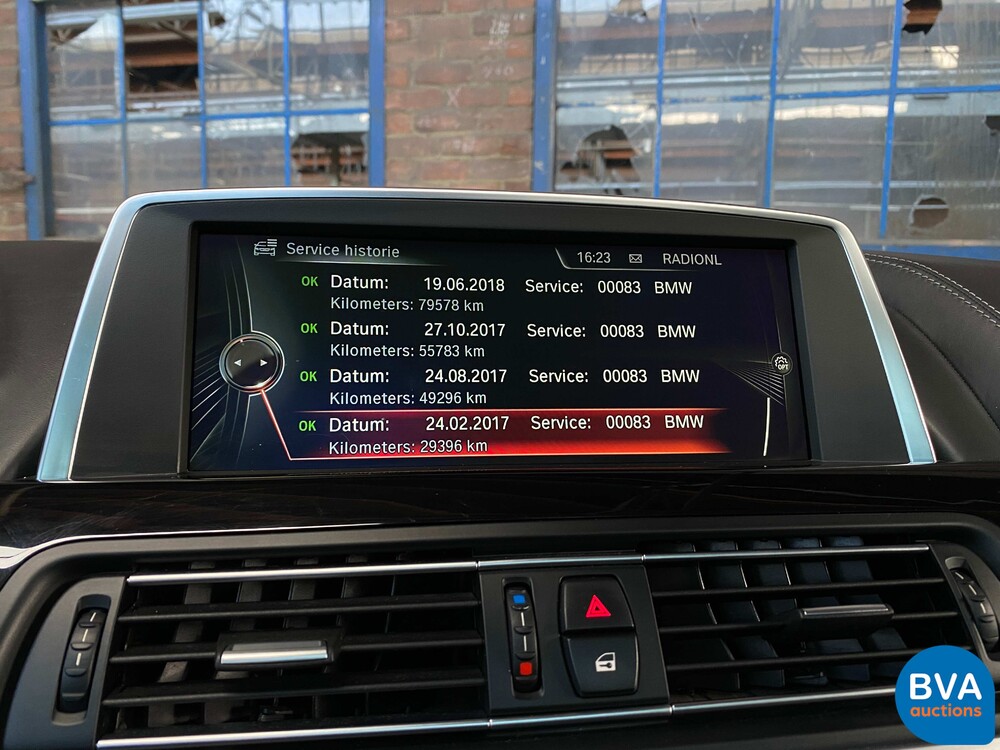 Service historie
16:23 RADIONL
OK Datum: 19.06.2018 Service: 00083 BMW
Kilometers: 79578 km
OK Datum: 27.10.2017 Service: 00083 BMW
Kilometers: 55783 km
OK Datum: 24.08.2017 Service: 00083 BMW
Kilometers: 49296 km
OK Datum: 24.02.2017 Service: 00083 BMW
Kilometers: 29396 km
OPT
BVA
auctions